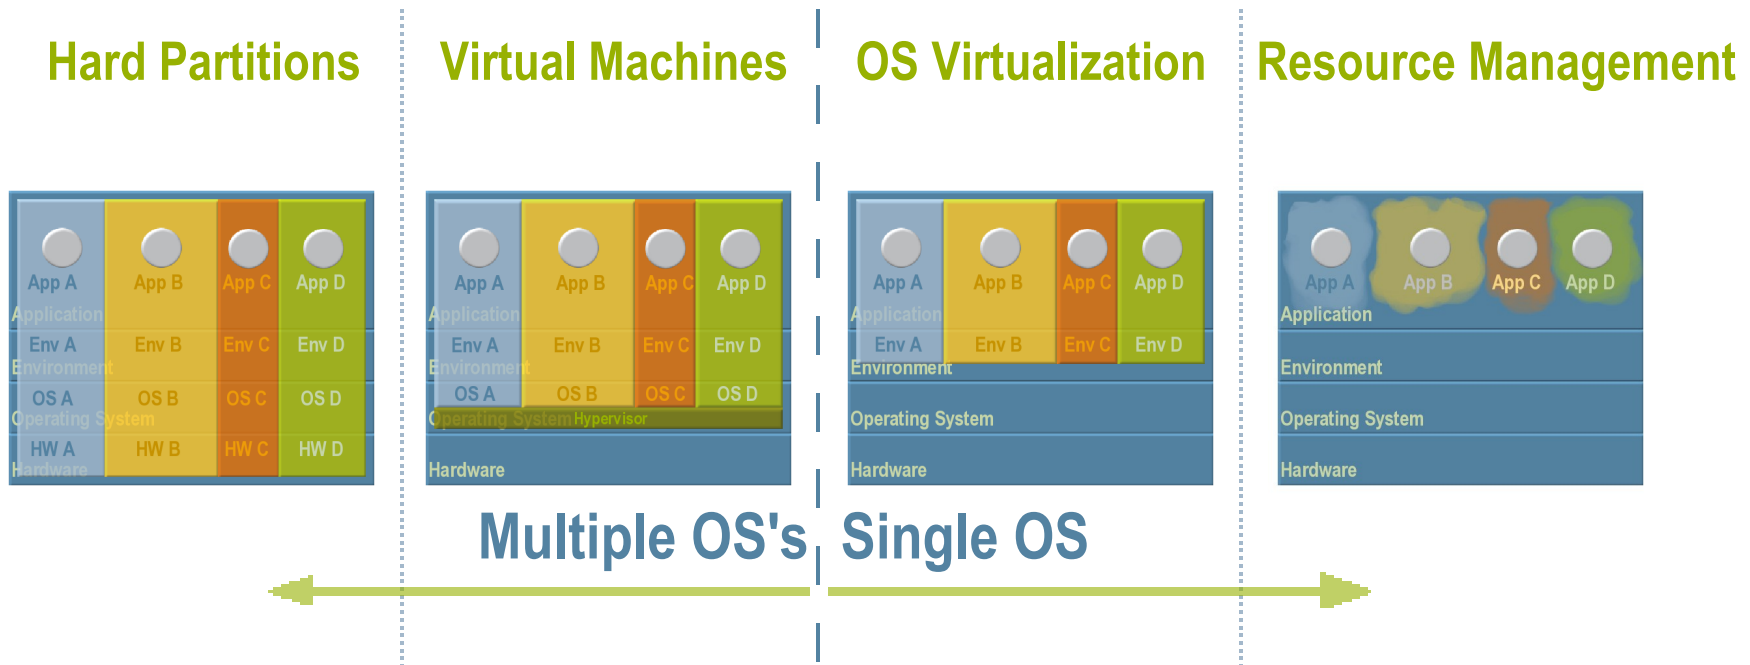 Hard Partitions
Virtual Machines
OS Virtualization
Resource Management
App A App B App C App D
Application
Env A Env B Env C Env D
Environment
OS A OS B OS C OS D
Operating System
HW A HW B HW C HW D
Hardware
App A App B App C App D
Application
Env A Env B Env C Env D
Environment
OS A OS B OS C OS D
Operating System Hypervisor
Hardware
App A App B App C App D
Application
Env A Env B Env C Env D
Environment
Operating System
Hardware
App A App B App C App D
Application
Environment
Operating System
Hardware
Multiple OS's
Single OS